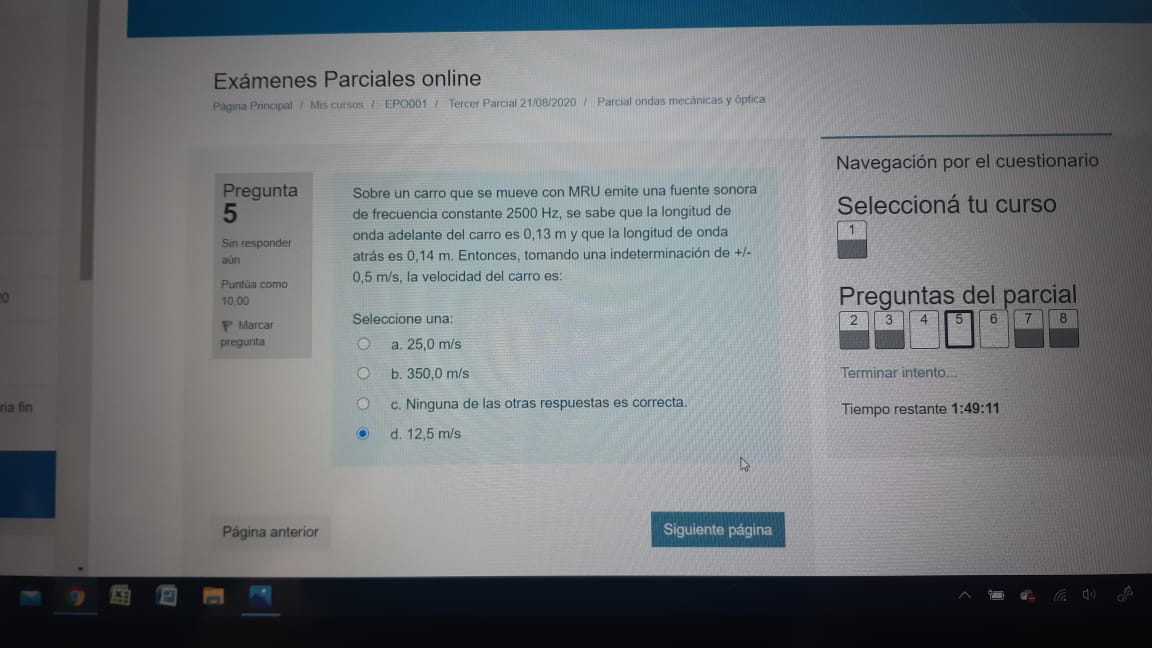 Exámenes Parciales online
Página Principal / Mis cursos / EPO001 / Tercer Parcial 21/08/2020 / Parcial ondas mecánicas y óptica
Pregunta
5
Sin responder
aún
Puntúa como
10,00
Marcar
pregunta
Sobre un carro que se mueve con MRU emite una fuente sonora
de frecuencia constante 2500 Hz, se sabe que la longitud de
onda adelante del carro es 0,13 m y que la longitud de onda
atrás es 0,14 m. Entonces, tomando una indeterminación de +/-
0,5 m/s, la velocidad del carro es:
Seleccione una:
a. 25,0 m/s
b. 350,0 m/s
c. Ninguna de las otras respuestas es correcta.
d. 12,5 m/s
Página anterior
Siguiente página
Navegación por el cuestionario
Seleccioná tu curso
1
Preguntas del parcial
2 3 4 5 6 7 8
Terminar intento...
Tiempo restante 1:49:11
ria fin